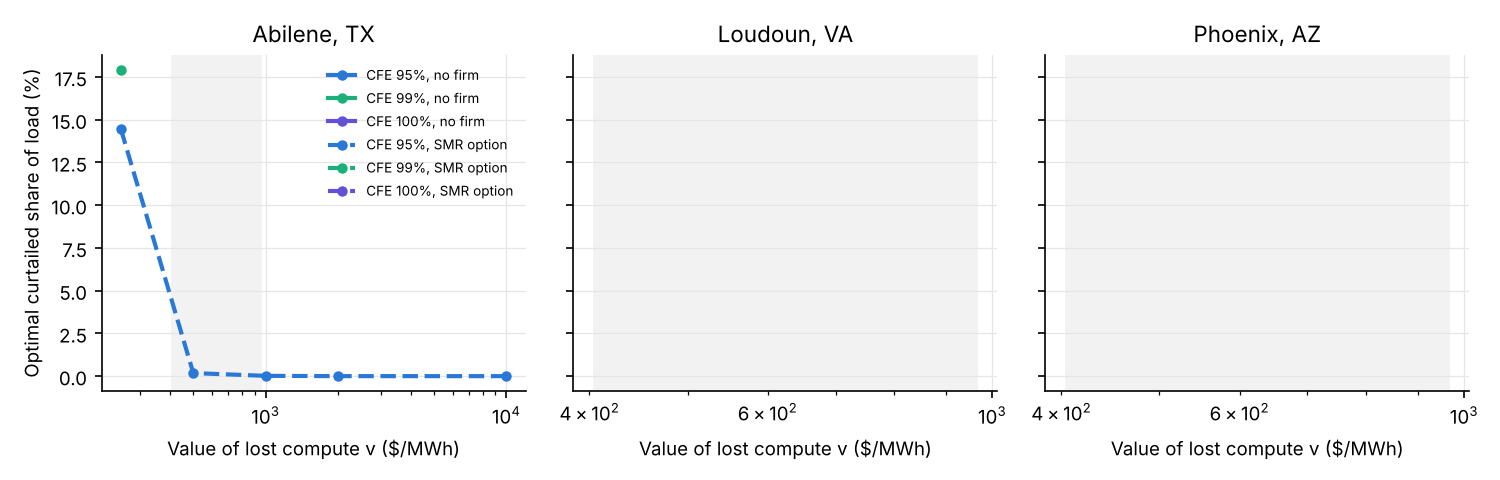 Abilene, TX
Loudoun, VA
Phoenix, AZ
Optimal curtailed share of load (%)
17.5
15.0
12.5
10.0
7.5
5.0
2.5
0.0
CFE 95%, no firm
CFE 99%, no firm
CFE 100%, no firm
CFE 95%, SMR option
CFE 99%, SMR option
CFE 100%, SMR option
10³ 10⁴
4 × 10² 6 × 10² 10³
4 × 10² 6 × 10² 10³
Value of lost compute v ($/MWh)
Value of lost compute v ($/MWh)
Value of lost compute v ($/MWh)